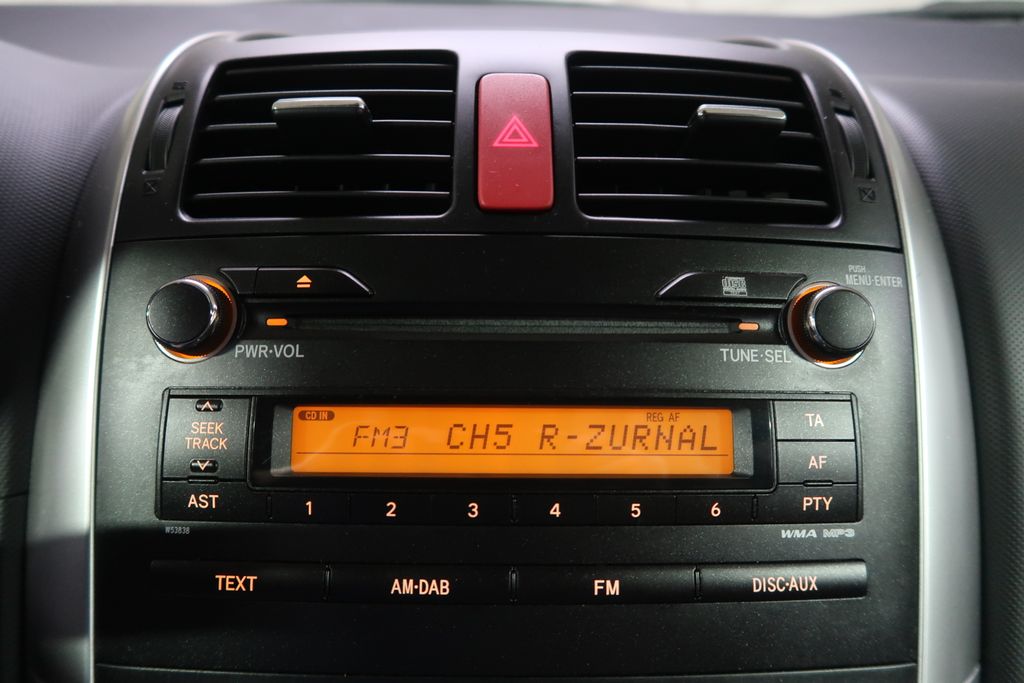 PUSH
MENU·ENTER
PWR·VOL
TUNE·SEL
SEEK
TRACK
AST
CD IN
REG AF
FM3 CH5 R-ZURNAL
TA
AF
PTY
1 2 3 4 5 6
W53838
WMA MP3
TEXT
AM·DAB
FM
DISC·AUX